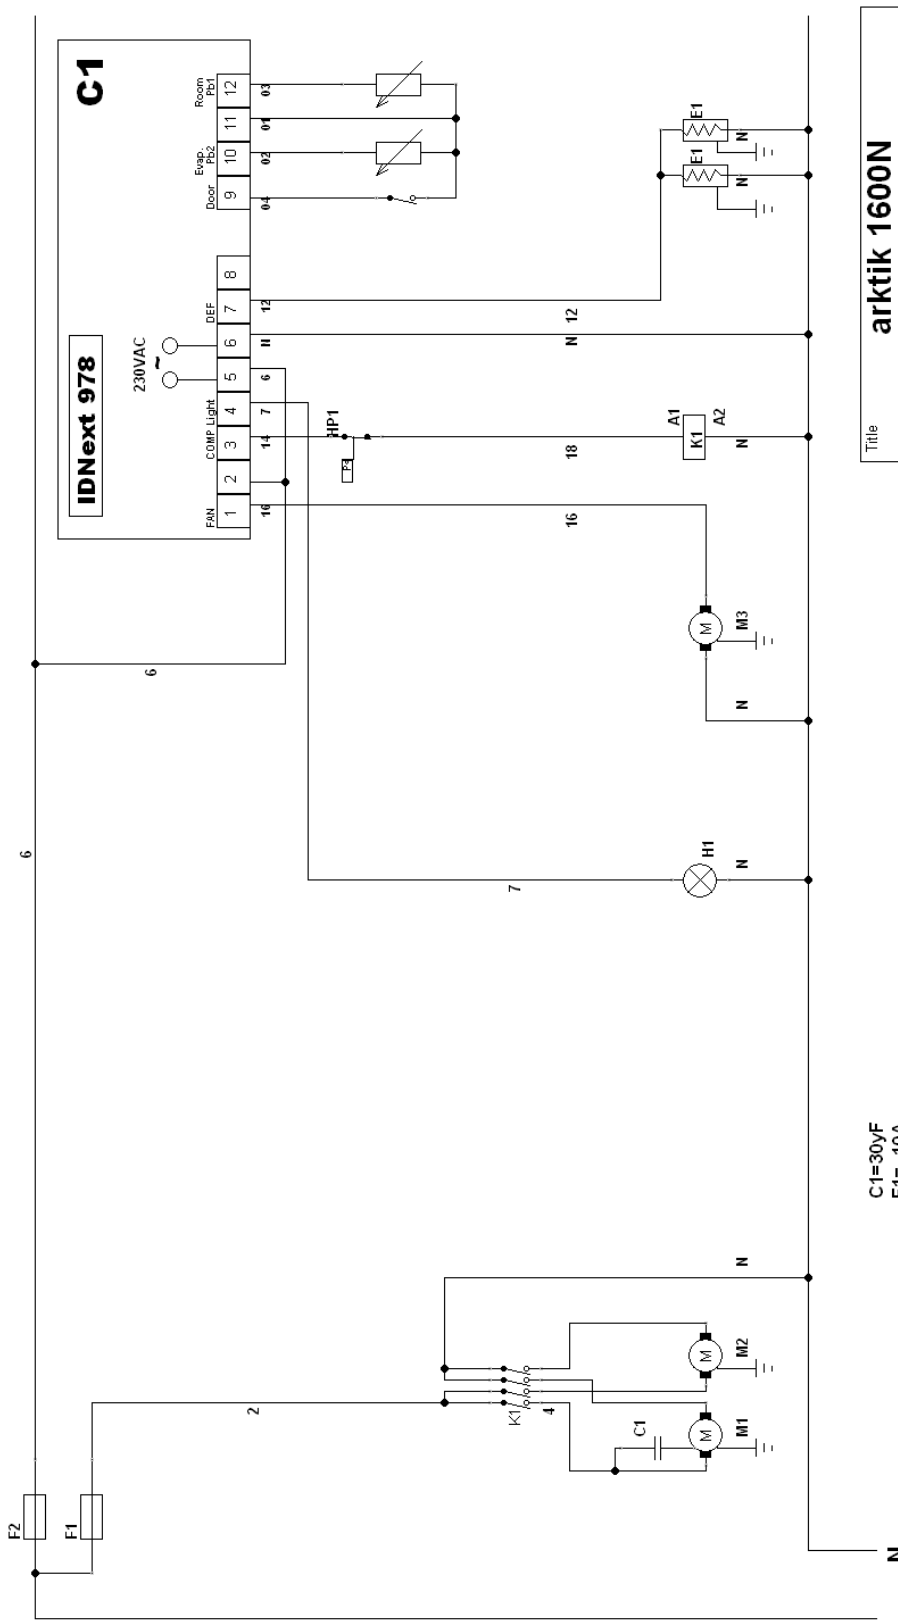 F2
F1
6
6
2
K1
4
C1
M1
M2
N
C1=30yF
7
H1
N
M3
N
16
16
IDNext 978
C1
230VAC
~
FAN
COMP
Light
DEF
Door
Evap.
Pb2
Room
Pb1
1
2
3
4
5
6
7
8
9
10
11
12
14
7
6
N
12
04
02
01
03
HP1
18
A1
K1
A2
N
N
12
E1
N
E1
N
M
M
M
N
Title
arktik 1600N